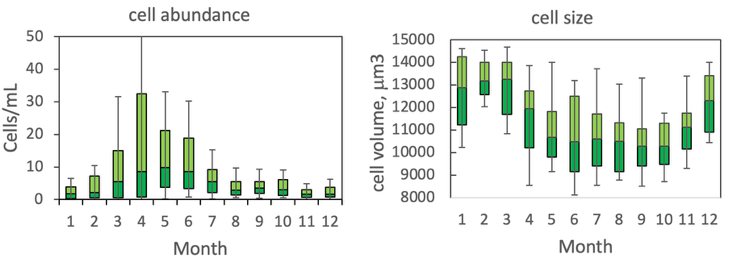 cell abundance
50
40
30
20
10
0
Cells/mL
1 2 3 4 5 6 7 8 9 10 11 12
Month
cell size
15000
14000
13000
12000
11000
10000
9000
8000
cell volume, µm3
1 2 3 4 5 6 7 8 9 10 11 12
Month